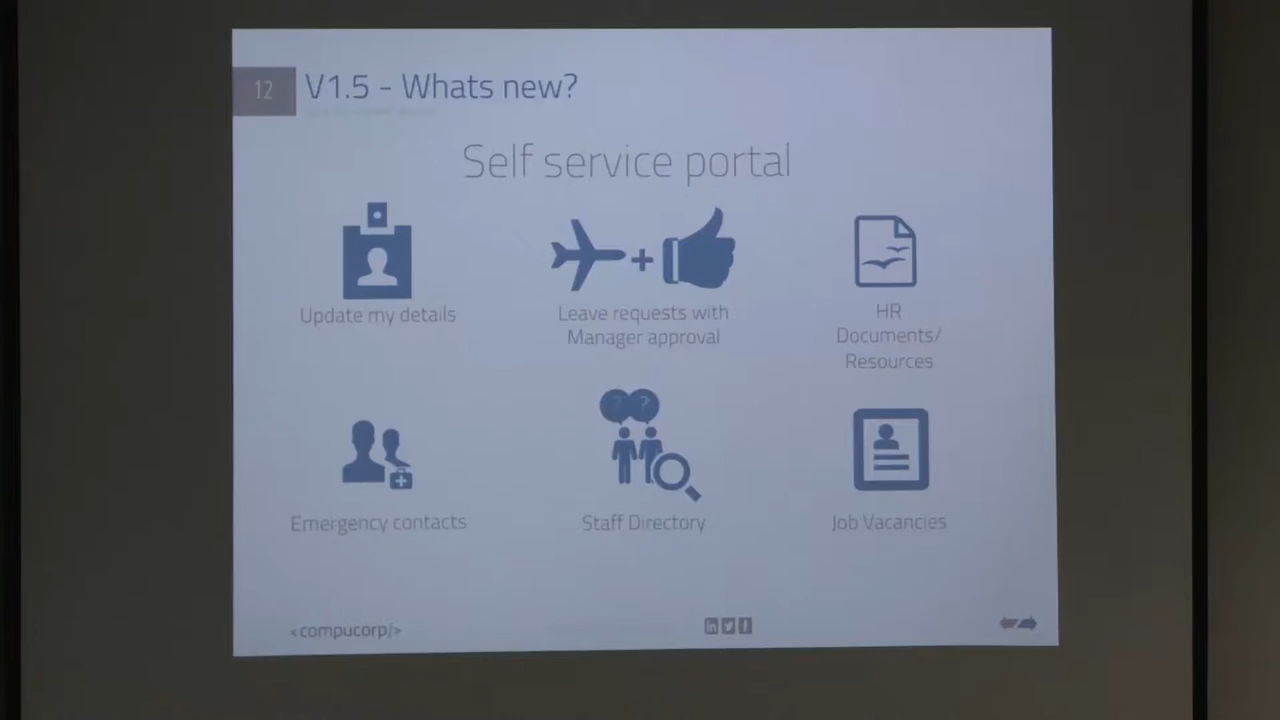 12
V1.5 - Whats new?
Self service portal
Update my details
Leave requests with
Manager approval
HR
Documents/
Resources
? ?
Emergency contacts
Staff Directory
Job Vacancies
<compucorp/>
in f